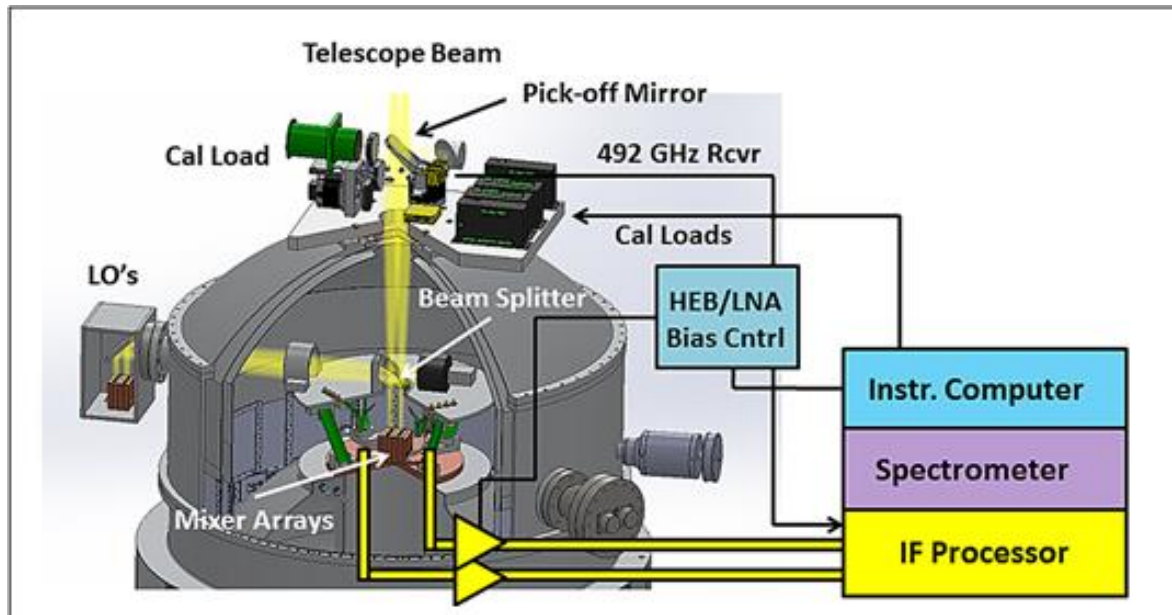 Telescope Beam
Pick-off Mirror
Cal Load
492 GHz Rcvr
Cal Loads
LO's
Beam Splitter
HEB/LNA
Bias Cntrl
Instr. Computer
Spectrometer
Mixer Arrays
IF Processor